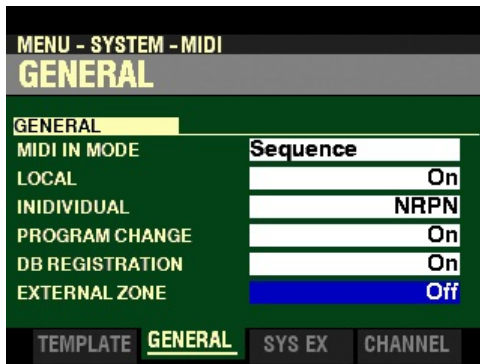 MENU - SYSTEM - MIDI
GENERAL
GENERAL
MIDI IN MODE Sequence
LOCAL On
INIDIVIDUAL NRPN
PROGRAM CHANGE On
DB REGISTRATION On
EXTERNAL ZONE Off
TEMPLATE GENERAL SYS EX CHANNEL